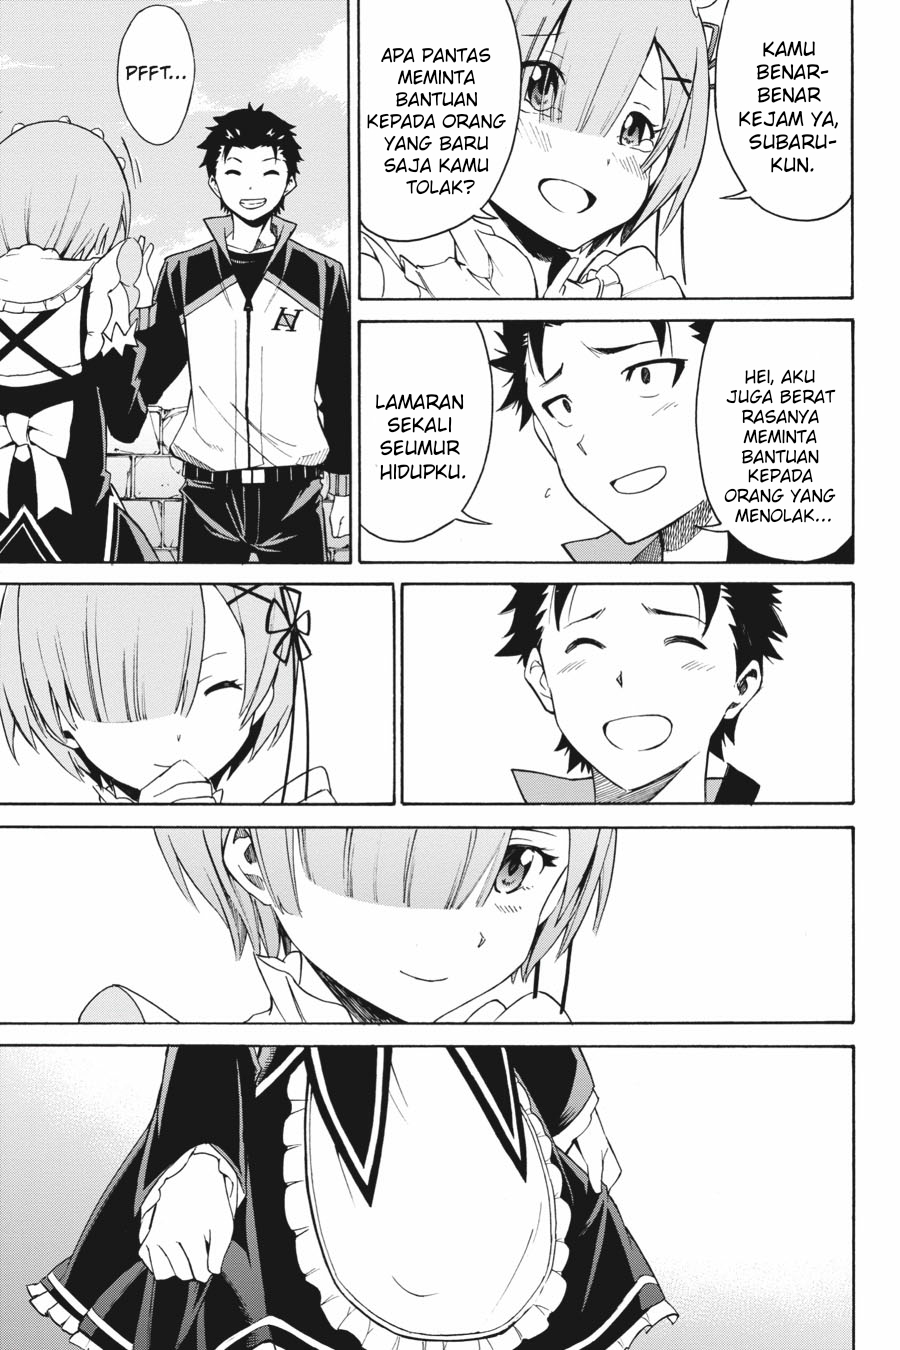 KAMU
BENAR-
BENAR
KEJAM YA,
SUBARU-
KUN.
APA PANTAS
MEMINTA
BANTUAN
KEPADA ORANG
YANG BARU
SAJA KAMU
TOLAK?
PFFT...
N
HEI, AKU
JUGA BERAT
RASANYA
MEMINTA
BANTUAN
KEPADA
ORANG YANG
MENOLAK...
LAMARAN
SEKALI
SEUMUR
HIDUPKU.